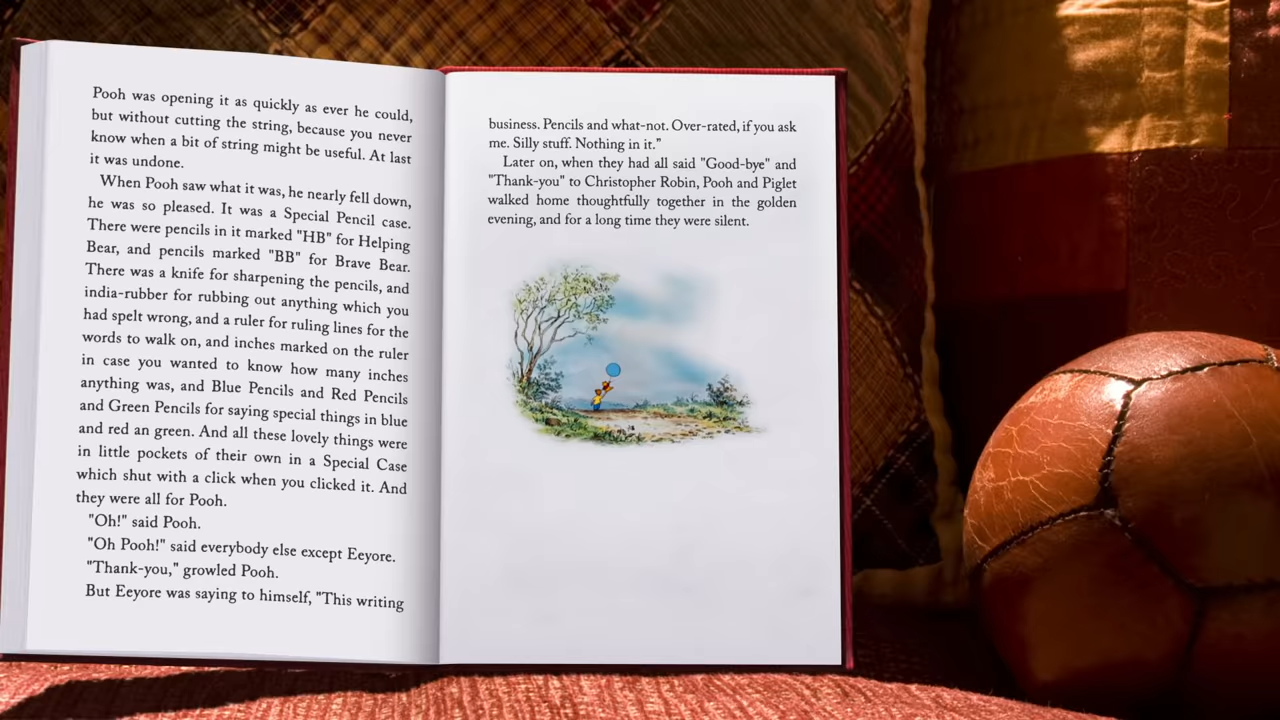 Pooh was opening it as quickly as ever he could,
but without cutting the string, because you never
know when a bit of string might be useful. At last
it was undone.
When Pooh saw what it was, he nearly fell down,
he was so pleased. It was a Special Pencil case.
There were pencils in it marked "HB" for Helping
Bear, and pencils marked "BB" for Brave Bear.
There was a knife for sharpening the pencils, and
india-rubber for rubbing out anything which you
had spelt wrong, and a ruler for ruling lines for the
words to walk on, and inches marked on the ruler
in case you wanted to know how many inches
anything was, and Blue Pencils and Red Pencils
and Green Pencils for saying special things in blue
and red an green. And all these lovely things were
in little pockets of their own in a Special Case
which shut with a click when you clicked it. And
they were all for Pooh.
"Oh!" said Pooh.
"Oh Pooh!" said everybody else except Eeyore.
"Thank-you," growled Pooh.
But Eeyore was saying to himself, "This writing
business. Pencils and what-not. Over-rated, if you ask
me. Silly stuff. Nothing in it."
Later on, when they had all said "Good-bye" and
"Thank-you" to Christopher Robin, Pooh and Piglet
walked home thoughtfully together in the golden
evening, and for a long time they were silent.